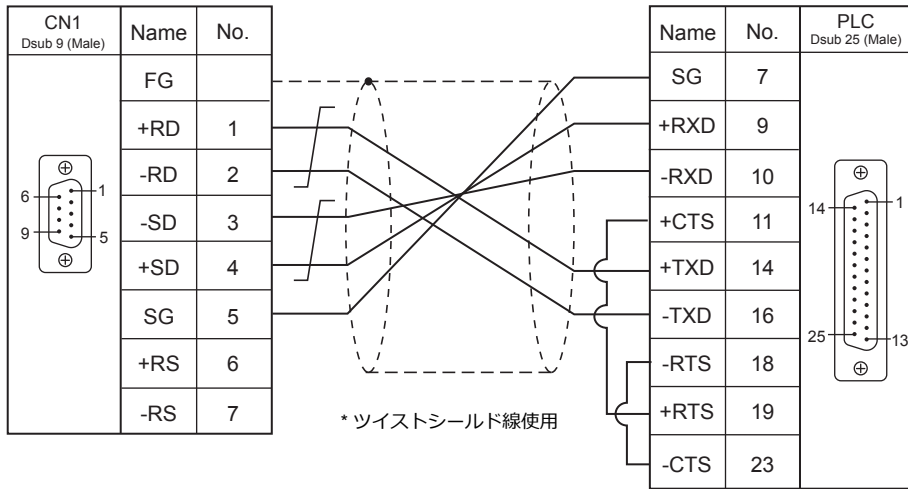 CN1
Dsub 9 (Male)
Name
No.
FG
+RD
1
-RD
2
-SD
3
+SD
4
SG
5
+RS
6
-RS
7
6
1
9
5
* ツイストシールド線使用
Name
No.
PLC
Dsub 25 (Male)
SG
7
+RXD
9
-RXD
10
+CTS
11
+TXD
14
-TXD
16
-RTS
18
+RTS
19
-CTS
23
14
1
25
13